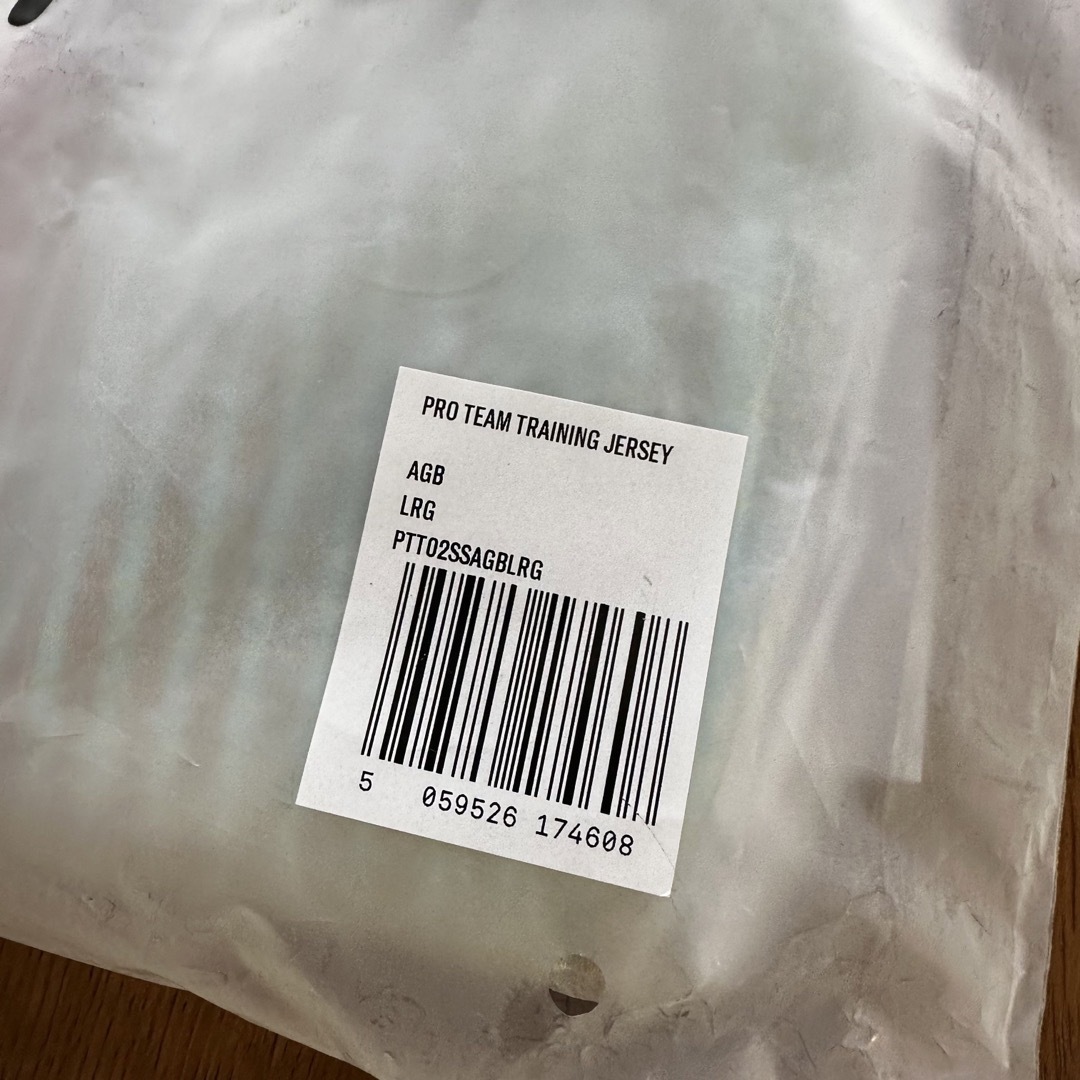 PRO TEAM TRAINING JERSEY
AGB
LRG
PTT02SSAGBLRG
5 059526 174608